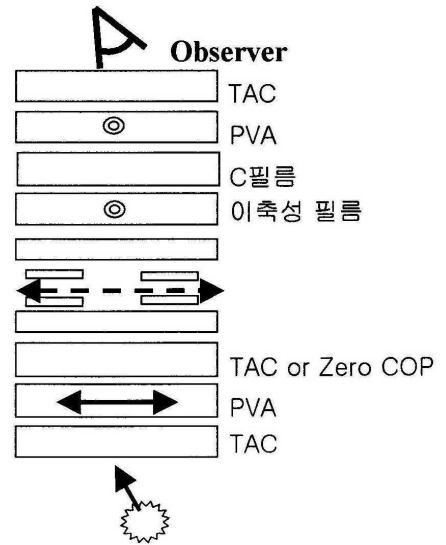 Observer
TAC
PVA
C필름
이축성 필름
TAC or Zero COP
PVA
TAC